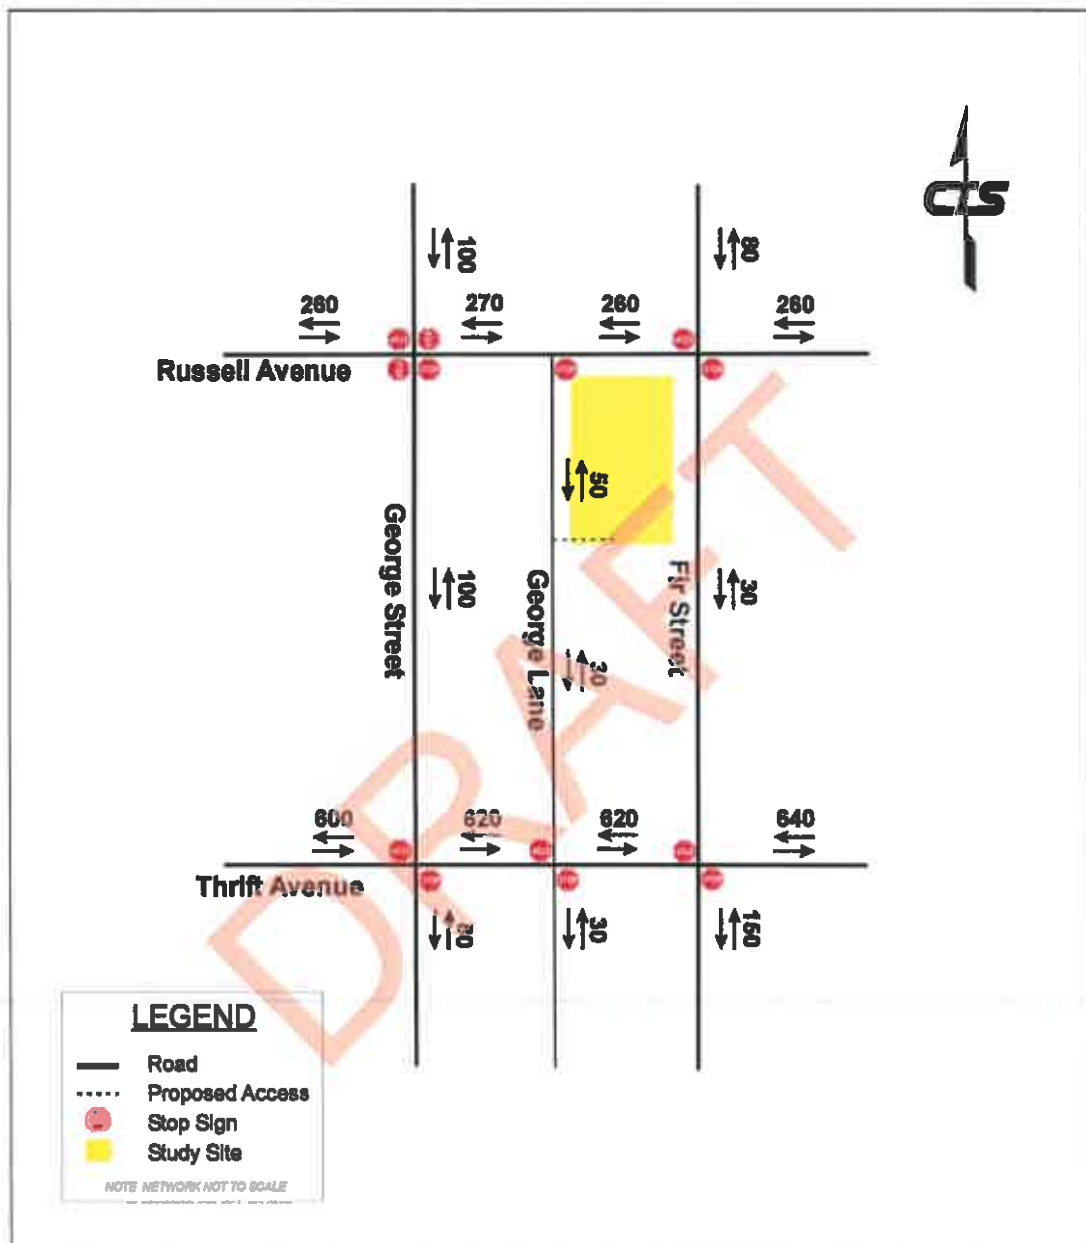 CTS
100
80
260
270
260
260
Russell Avenue
50
George Street
George Lane
Fir Street
100
30
30
600
620
620
640
Thrift Avenue
30
150
DRAFT
LEGEND
Road
Proposed Access
Stop Sign
Study Site
NOTE NETWORK NOT TO SCALE